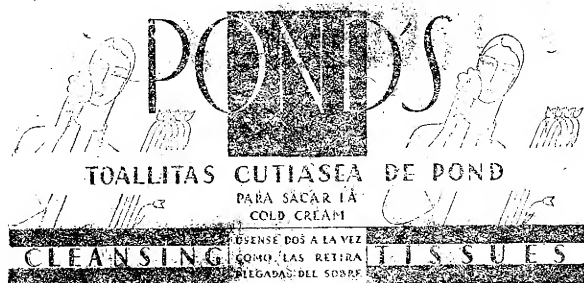 POND'S
TOALLITAS CUTIASEA DE POND
PARA SACAR LA
COLD CREAM
CLEANSING TISSUES
ÚSENSE DOS A LA VEZ
COMO LAS RETIRA
PLEGADAS DEL SOBRE